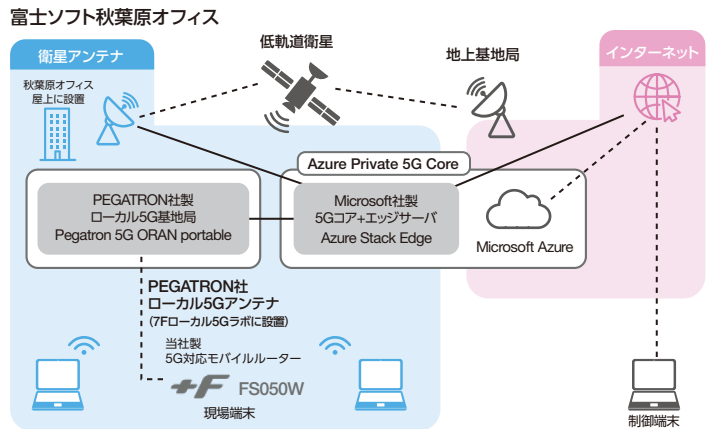 富士ソフト秋葉原オフィス
衛星アンテナ
低軌道衛星
地上基地局
インターネット
秋葉原オフィス
屋上に設置
Azure Private 5G Core
PEGATRON社製
ローカル5G基地局
Pegatron 5G ORAN portable
Microsoft社製
5Gコア+エッジサーバ
Azure Stack Edge
Microsoft Azure
PEGATRON社
ローカル5Gアンテナ
(7Fローカル5Gラボに設置)
当社製
5G対応モバイルルーター
+F FS050W
現場端末
制御端末